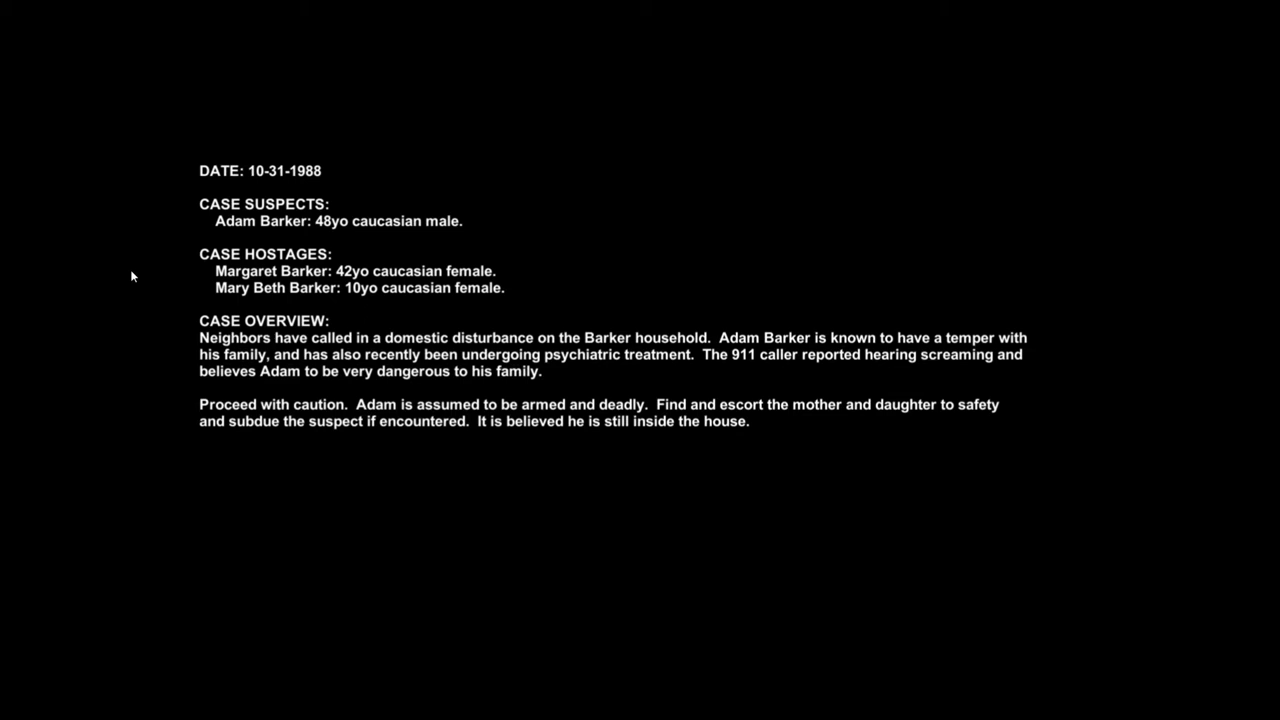 DATE: 10-31-1988
CASE SUSPECTS:
Adam Barker: 48yo caucasian male.
CASE HOSTAGES:
Margaret Barker: 42yo caucasian female.
Mary Beth Barker: 10yo caucasian female.
CASE OVERVIEW:
Neighbors have called in a domestic disturbance on the Barker household.  Adam Barker is known to have a temper with
his family, and has also recently been undergoing psychiatric treatment.  The 911 caller reported hearing screaming and
believes Adam to be very dangerous to his family.
Proceed with caution.  Adam is assumed to be armed and deadly.  Find and escort the mother and daughter to safety
and subdue the suspect if encountered.  It is believed he is still inside the house.